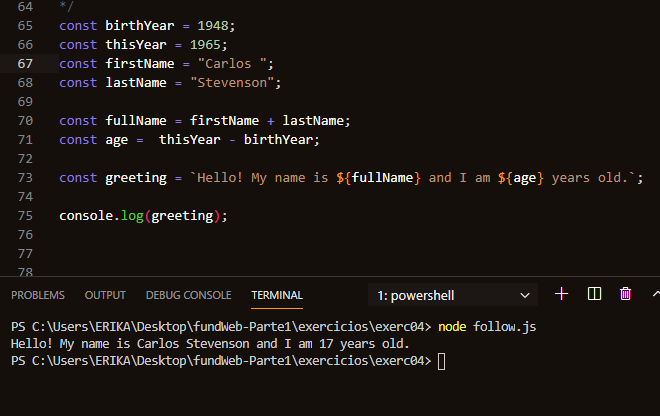 64 */
65 const birthYear = 1948;
66 const thisYear = 1965;
67 const firstName = "Carlos ";
68 const lastName = "Stevenson";
69
70 const fullName = firstName + lastName;
71 const age =  thisYear - birthYear;
72
73 const greeting = `Hello! My name is ${fullName} and I am ${age} years old.`;
74
75 console.log(greeting);
76
77
78
PROBLEMS OUTPUT DEBUG CONSOLE TERMINAL 1: powershell
PS C:\Users\ERIKA\Desktop\fundWeb-Parte1\exercicios\exerc04> node follow.js
Hello! My name is Carlos Stevenson and I am 17 years old.
PS C:\Users\ERIKA\Desktop\fundWeb-Parte1\exercicios\exerc04>